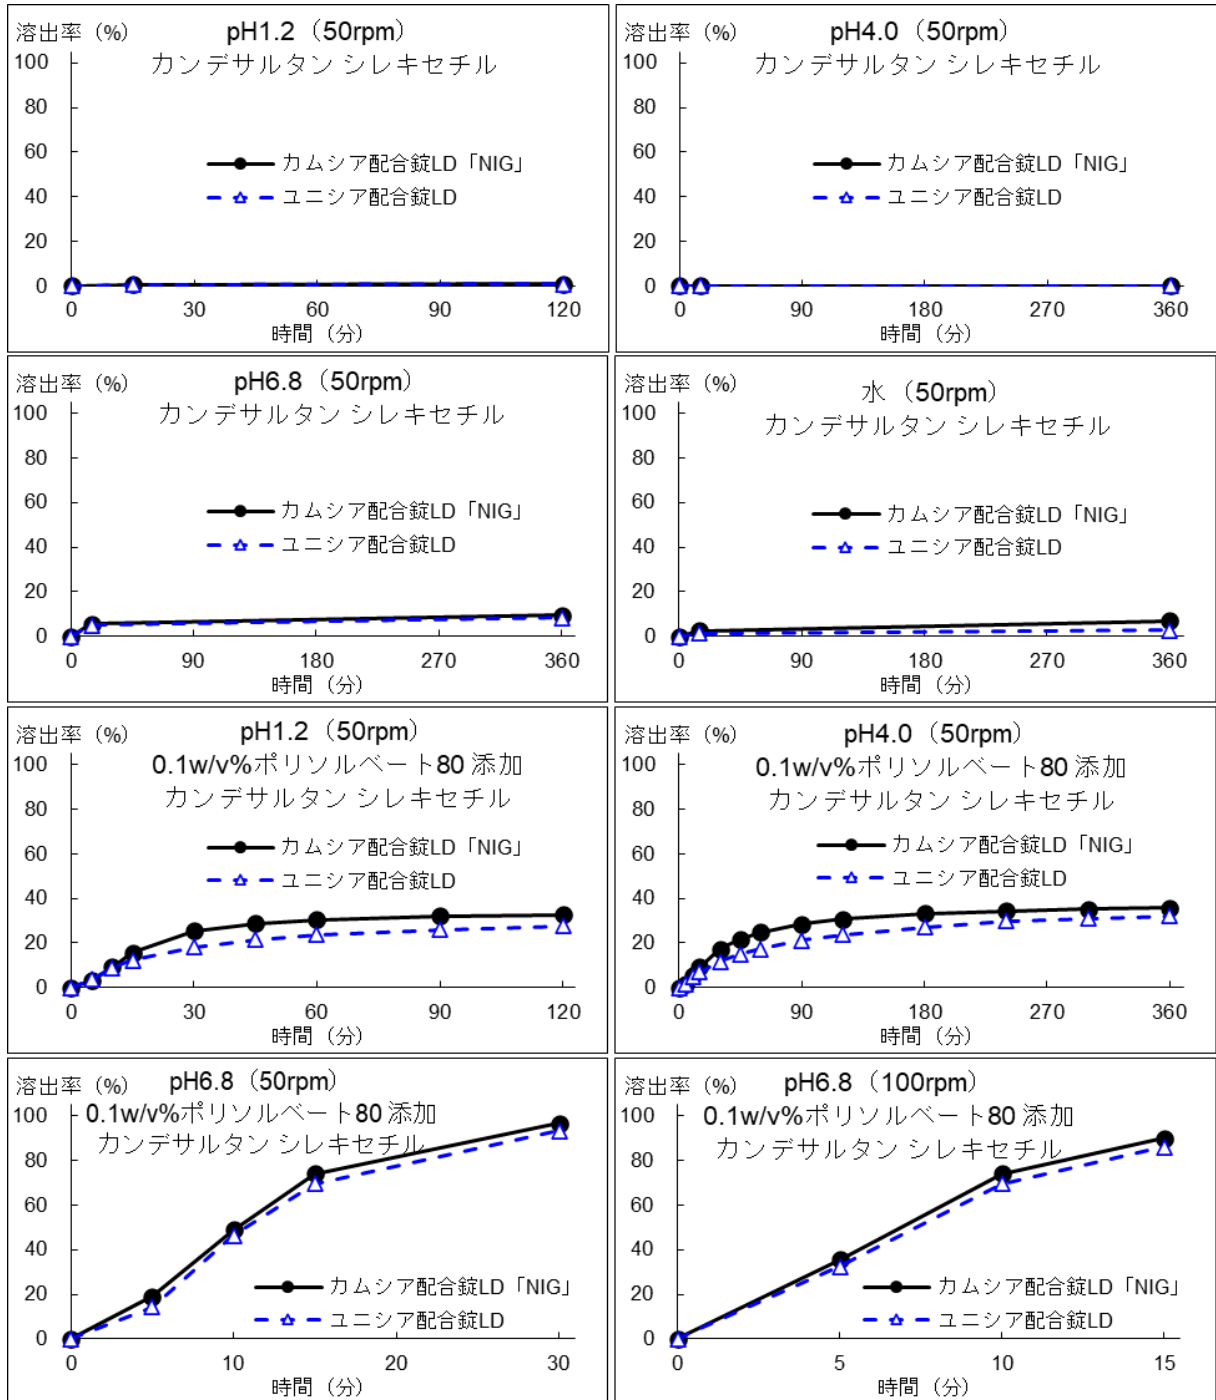 溶出率（%）
pH1.2（50rpm）
カンデサルタン シレキセチル
100
80
60
40
20
0
カムシア配合錠LD「NIG」
ユニシア配合錠LD
0 30 60 90 120
時間（分）
溶出率（%）
pH4.0（50rpm）
カンデサルタン シレキセチル
100
80
60
40
20
0
カムシア配合錠LD「NIG」
ユニシア配合錠LD
0 90 180 270 360
時間（分）
溶出率（%）
pH6.8（50rpm）
カンデサルタン シレキセチル
100
80
60
40
20
0
カムシア配合錠LD「NIG」
ユニシア配合錠LD
0 90 180 270 360
時間（分）
溶出率（%）
水（50rpm）
カンデサルタン シレキセチル
100
80
60
40
20
0
カムシア配合錠LD「NIG」
ユニシア配合錠LD
0 90 180 270 360
時間（分）
溶出率（%）
pH1.2（50rpm）
0.1w/v%ポリソルベート80 添加
カンデサルタン シレキセチル
100
80
60
40
20
0
カムシア配合錠LD「NIG」
ユニシア配合錠LD
0 30 60 90 120
時間（分）
溶出率（%）
pH4.0（50rpm）
0.1w/v%ポリソルベート80 添加
カンデサルタン シレキセチル
100
80
60
40
20
0
カムシア配合錠LD「NIG」
ユニシア配合錠LD
0 90 180 270 360
時間（分）
溶出率（%）
pH6.8（50rpm）
0.1w/v%ポリソルベート80 添加
カンデサルタン シレキセチル
100
80
60
40
20
0
カムシア配合錠LD「NIG」
ユニシア配合錠LD
0 10 20 30
時間（分）
溶出率（%）
pH6.8（100rpm）
0.1w/v%ポリソルベート80 添加
カンデサルタン シレキセチル
100
80
60
40
20
0
カムシア配合錠LD「NIG」
ユニシア配合錠LD
0 5 10 15
時間（分）